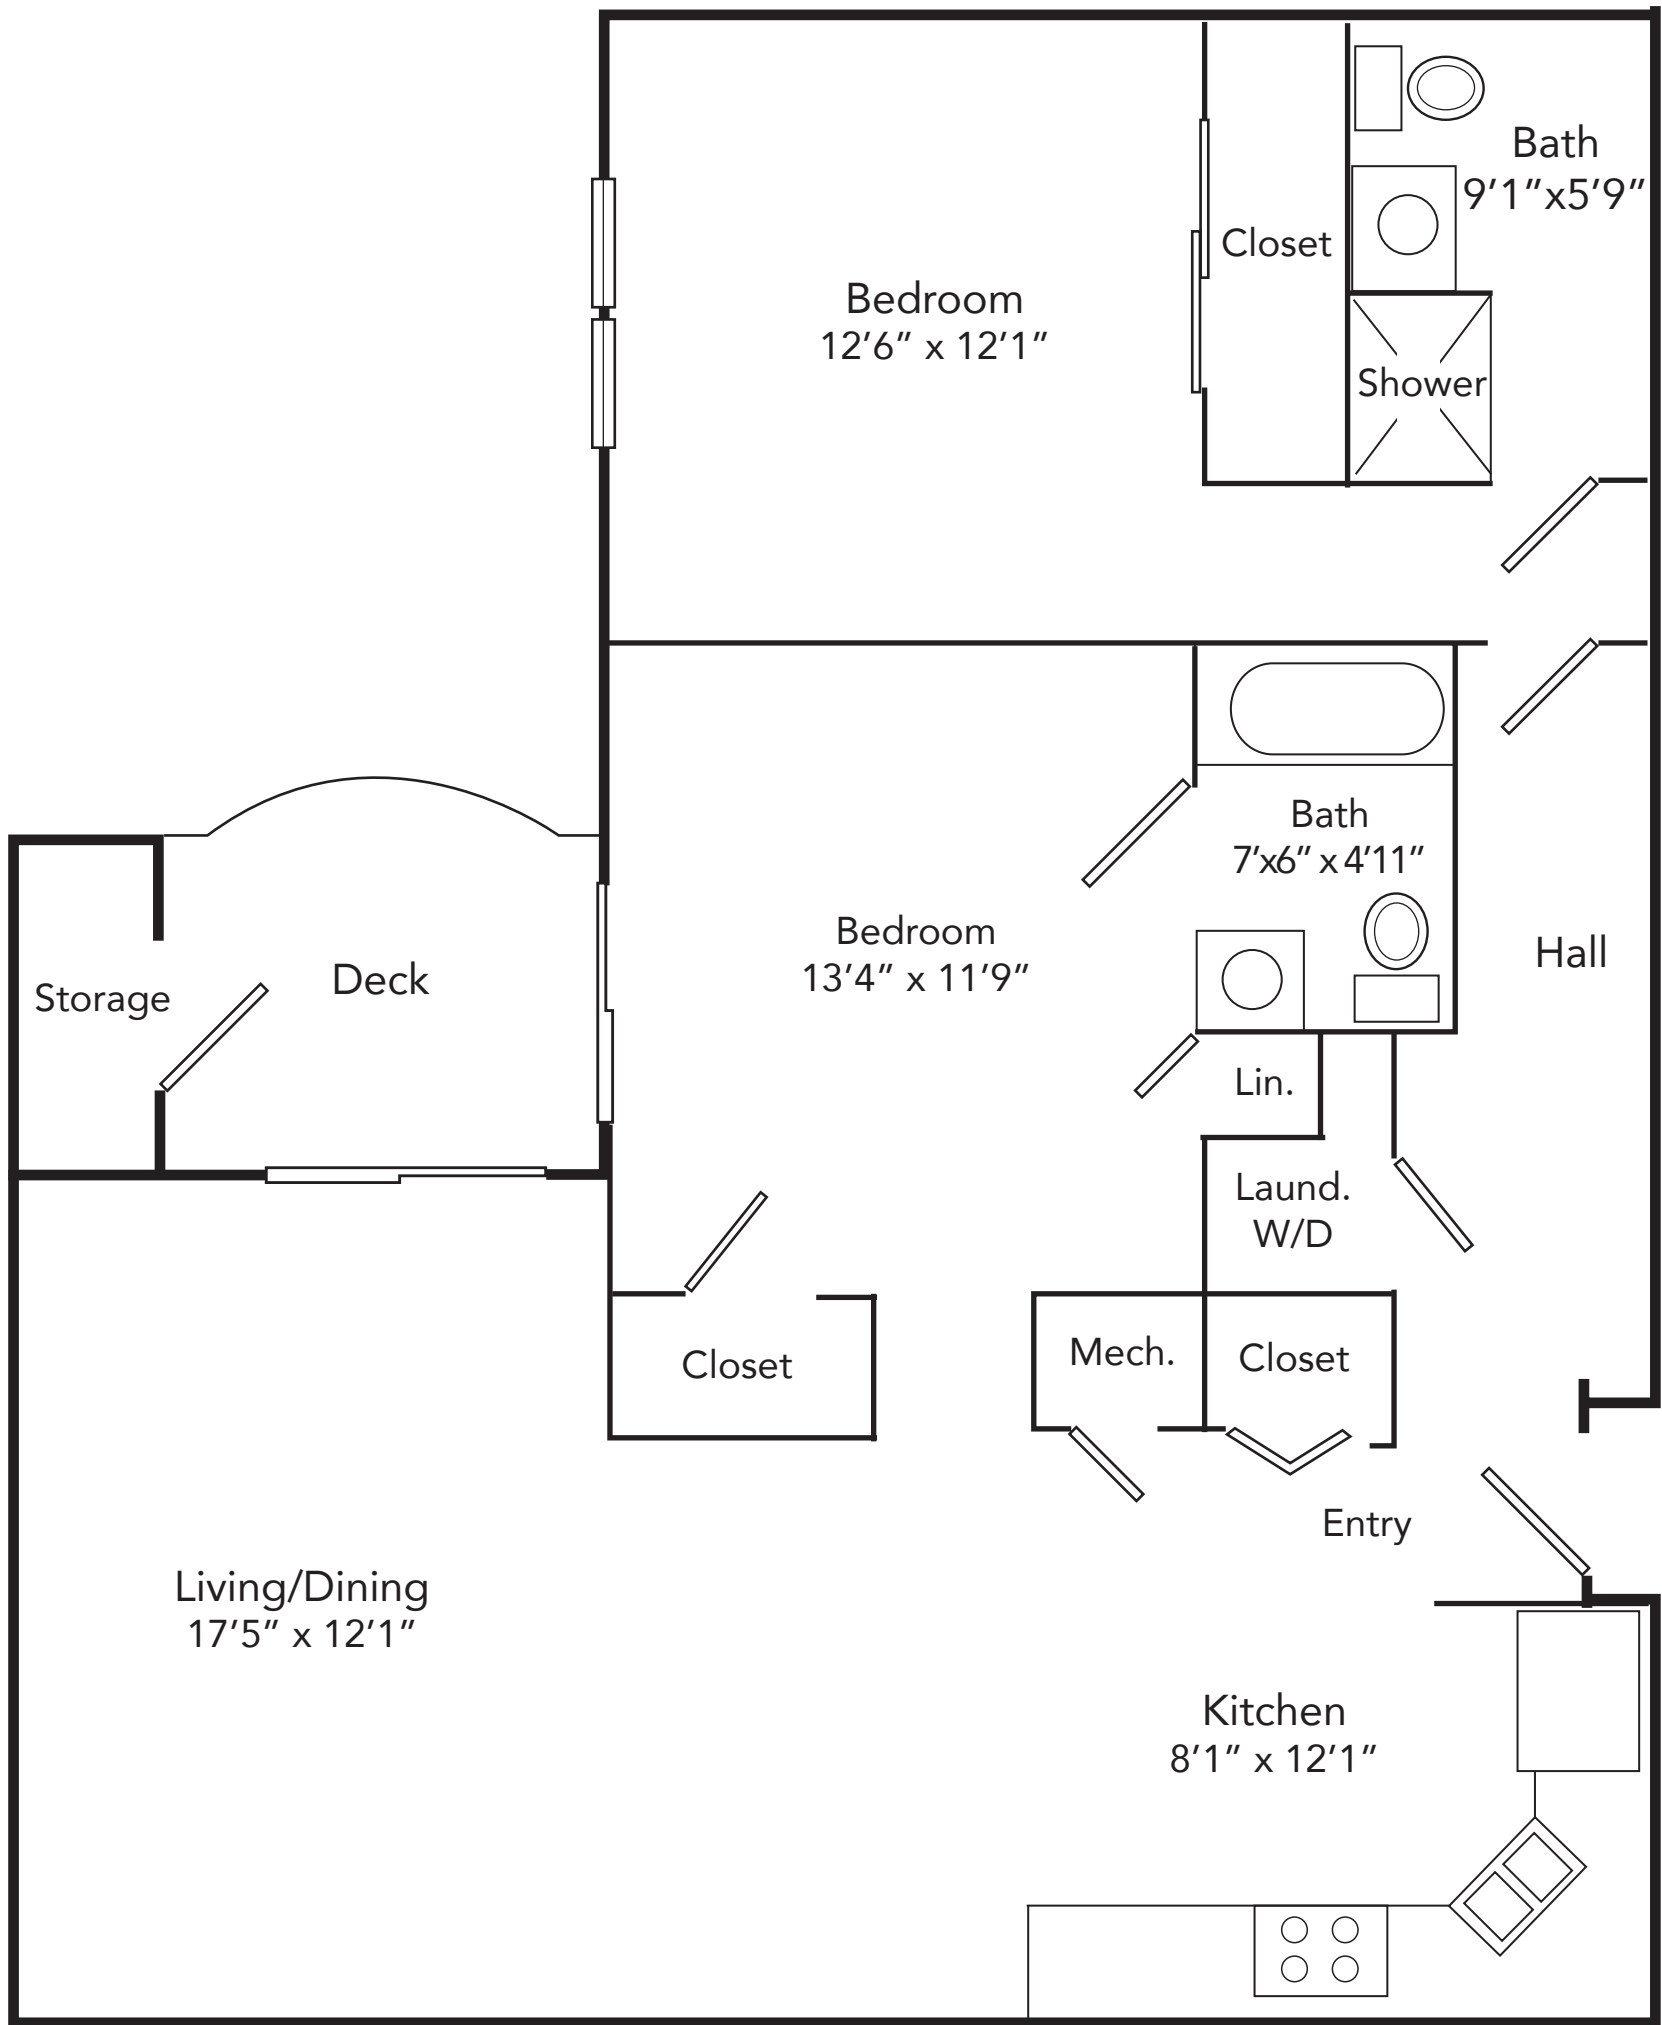 Bath
9’1”x5’9”
Closet
Bedroom
12’6” x 12’1”
Shower
Bath
7’x6” x 4’11”
Bedroom
13’4” x 11’9”
Hall
Storage
Deck
Lin.
Laund.
W/D
Mech.
Closet
Closet
Entry
Living/Dining
17’5” x 12’1”
Kitchen
8’1” x 12’1”